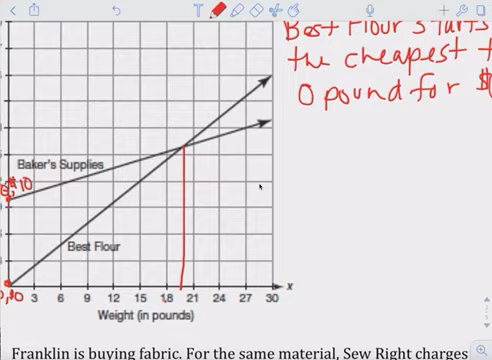 Best Flour starts
the cheapest
0 pound for $
Baker's Supplies
10
Best Flour
x
3 6 9 12 15 18 21 24 27 30
Weight (in pounds)
Franklin is buying fabric. For the same material, Sew Right charges